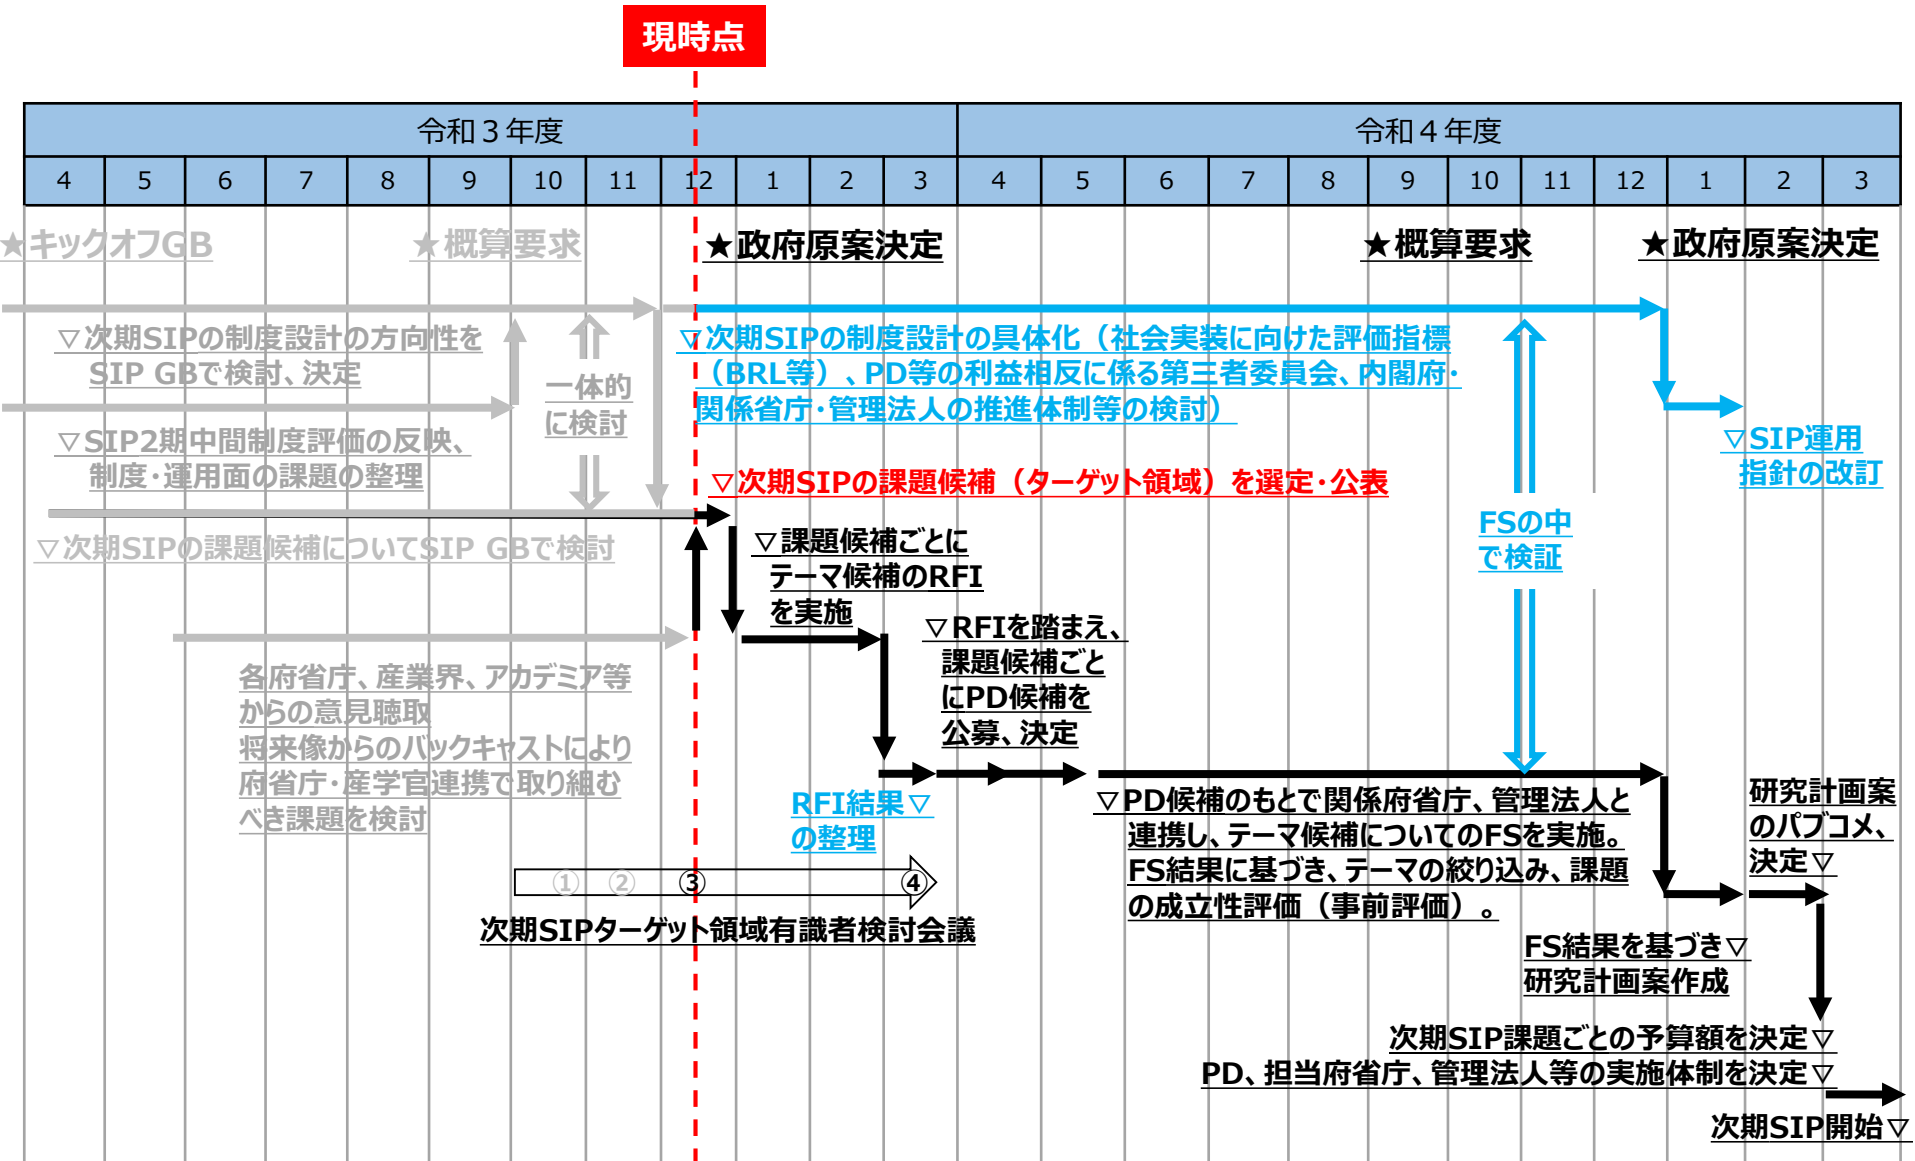 現時点
令和３年度
令和４年度
4 5 6 7 8 9 10 11 12 1 2 3 4 5 6 7 8 9 10 11 12 1 2 3
★キックオフGB
★概算要求
★政府原案決定
★概算要求
★政府原案決定
▽次期SIPの制度設計の方向性を
SIP GBで検討、決定
一体的
に検討
▽SIP2期中間制度評価の反映、
制度・運用面の課題の整理
▽次期SIPの制度設計の具体化（社会実装に向けた評価指標
（BRL等）、PD等の利益相反に係る第三者委員会、内閣府・
関係省庁・管理法人の推進体制等の検討）
▽SIP運用
指針の改訂
▽次期SIPの課題候補（ターゲット領域）を選定・公表
FSの中
で検証
▽次期SIPの課題候補についてSIP GBで検討
▽課題候補ごとに
テーマ候補のRFI
を実施
▽RFIを踏まえ、
課題候補ごと
にPD候補を
公募、決定
各府省庁、産業界、アカデミア等
からの意見聴取
将来像からのバックキャストにより
府省庁・産学官連携で取り組む
べき課題を検討
RFI結果▽
の整理
▽PD候補のもとで関係府省庁、管理法人と
連携し、テーマ候補についてのFSを実施。
FS結果に基づき、テーマの絞り込み、課題
の成立性評価（事前評価）。
研究計画案
のパブコメ、
決定▽
① ② ③ ④
次期SIPターゲット領域有識者検討会議
FS結果を基づき▽
研究計画案作成
次期SIP課題ごとの予算額を決定▽
PD、担当府省庁、管理法人等の実施体制を決定▽
次期SIP開始▽